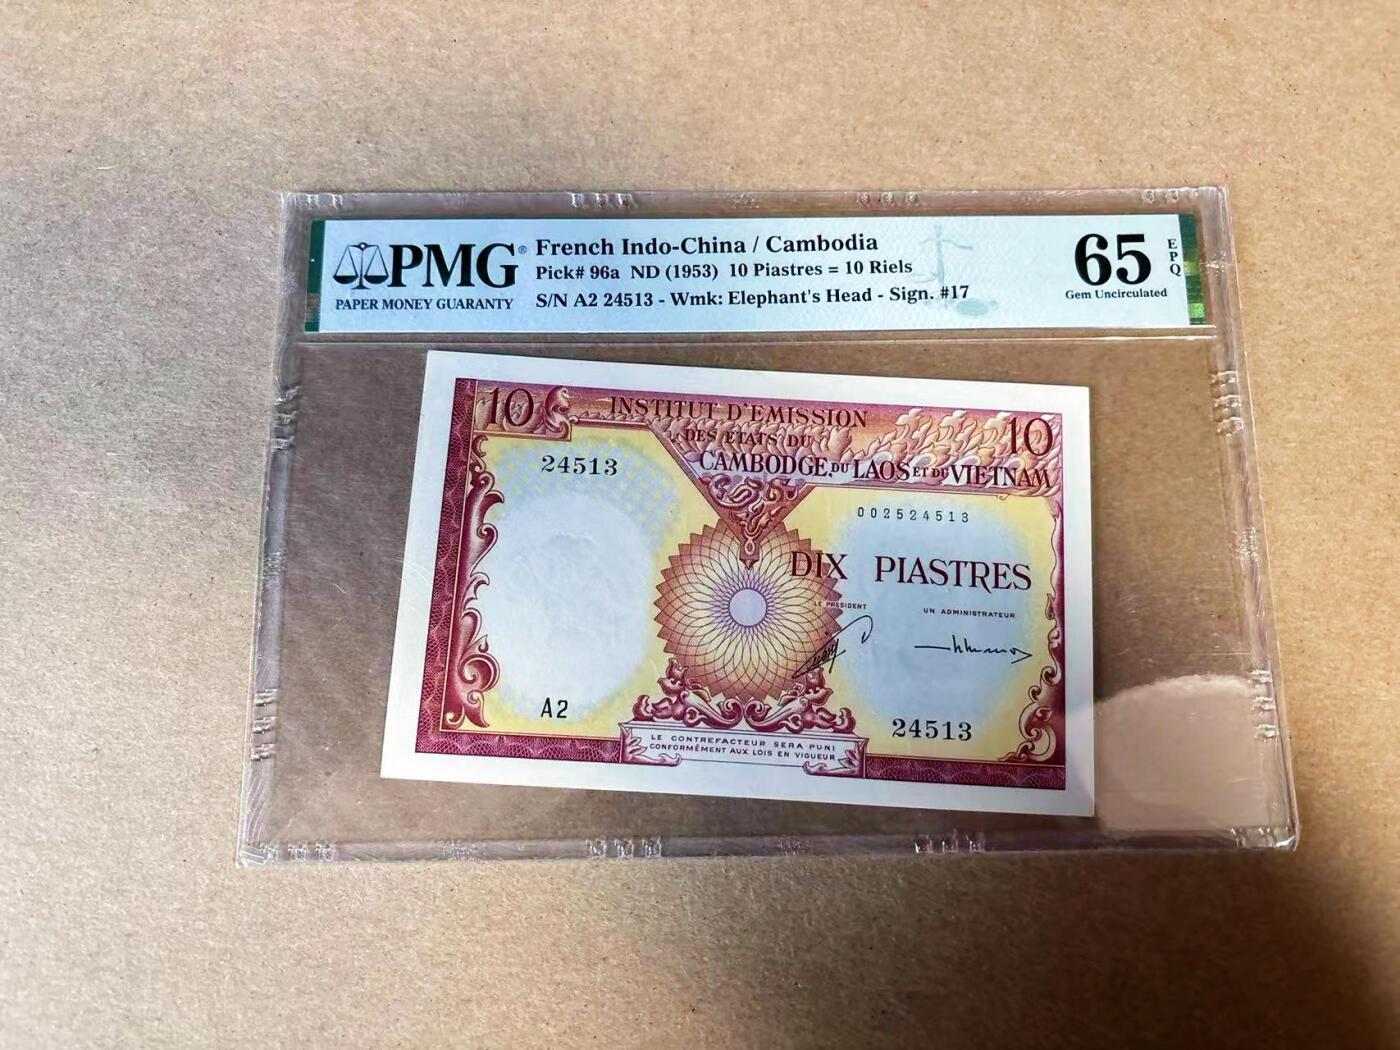 PMG®
PAPER MONEY GUARANTY
French Indo-China / Cambodia
Pick# 96a ND (1953) 10 Piastres = 10 Riels
S/N A2 24513 - Wmk: Elephant's Head - Sign. #17
65
EPQ
Gem Uncirculated
10
INSTITUT D'EMISSION
DES ETATS DU
CAMBODGE, DU LAOS ET DU VIETNAM
10
24513
002524513
DIX PIASTRES
LE PRESIDENT
UN ADMINISTRATEUR
A2
24513
LE CONTREFACTEUR SERA PUNI
CONFORMÉMENT AUX LOIS EN VIGUEUR